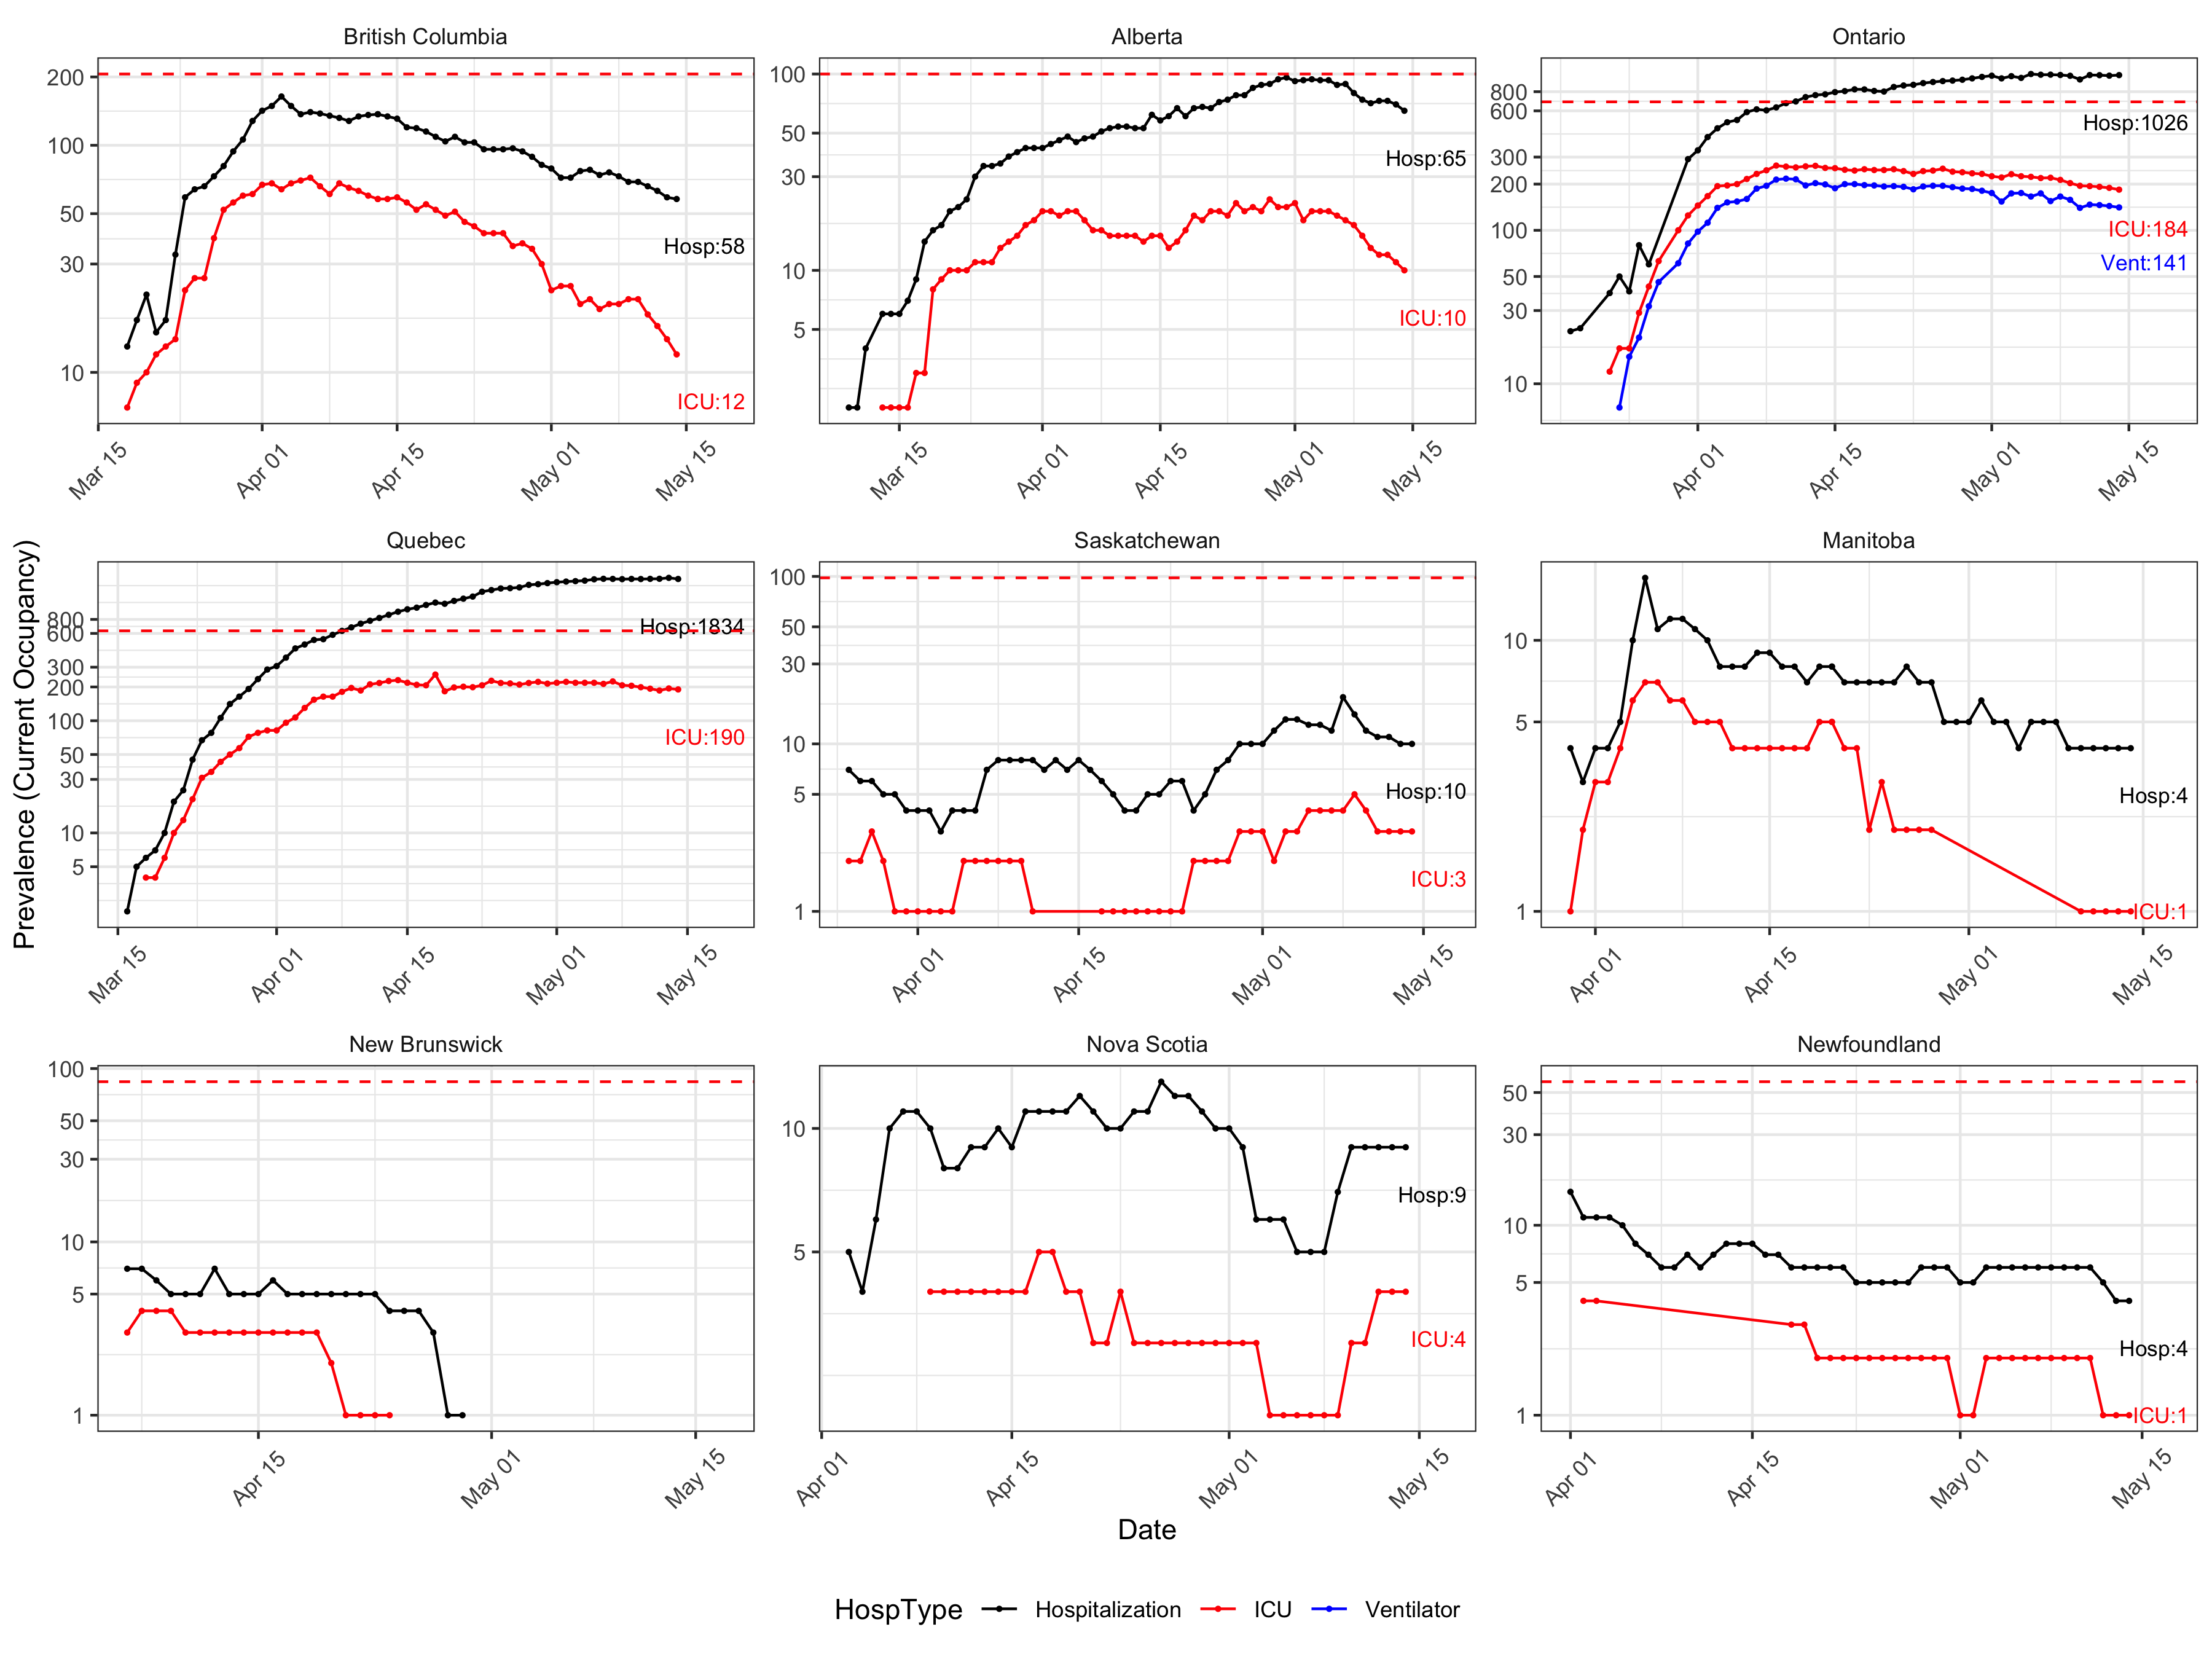 British Columbia
Alberta
Ontario
200
100
50
30
10
100
50
30
10
5
800
600
300
200
100
50
30
10
Hosp:58
ICU:12
Hosp:65
ICU:10
Hosp:1026
ICU:184
Vent:141
Mar 15
Apr 01
Apr 15
May 01
May 15
Mar 15
Apr 01
Apr 15
May 01
May 15
Apr 01
Apr 15
May 01
May 15
Prevalence (Current Occupancy)
Quebec
Saskatchewan
Manitoba
800
600
300
200
100
50
30
10
5
100
50
30
10
5
1
10
5
1
Hosp:1834
ICU:190
Hosp:10
ICU:3
Hosp:4
ICU:1
Mar 15
Apr 01
Apr 15
May 01
May 15
Apr 01
Apr 15
May 01
May 15
Apr 01
Apr 15
May 01
May 15
New Brunswick
Nova Scotia
Newfoundland
100
50
30
10
5
1
10
5
50
30
10
5
1
Hosp:9
ICU:4
Hosp:4
ICU:1
Apr 15
May 01
May 15
Apr 01
Apr 15
May 01
May 15
Apr 01
Apr 15
May 01
May 15
Date
HospType Hospitalization ICU Ventilator